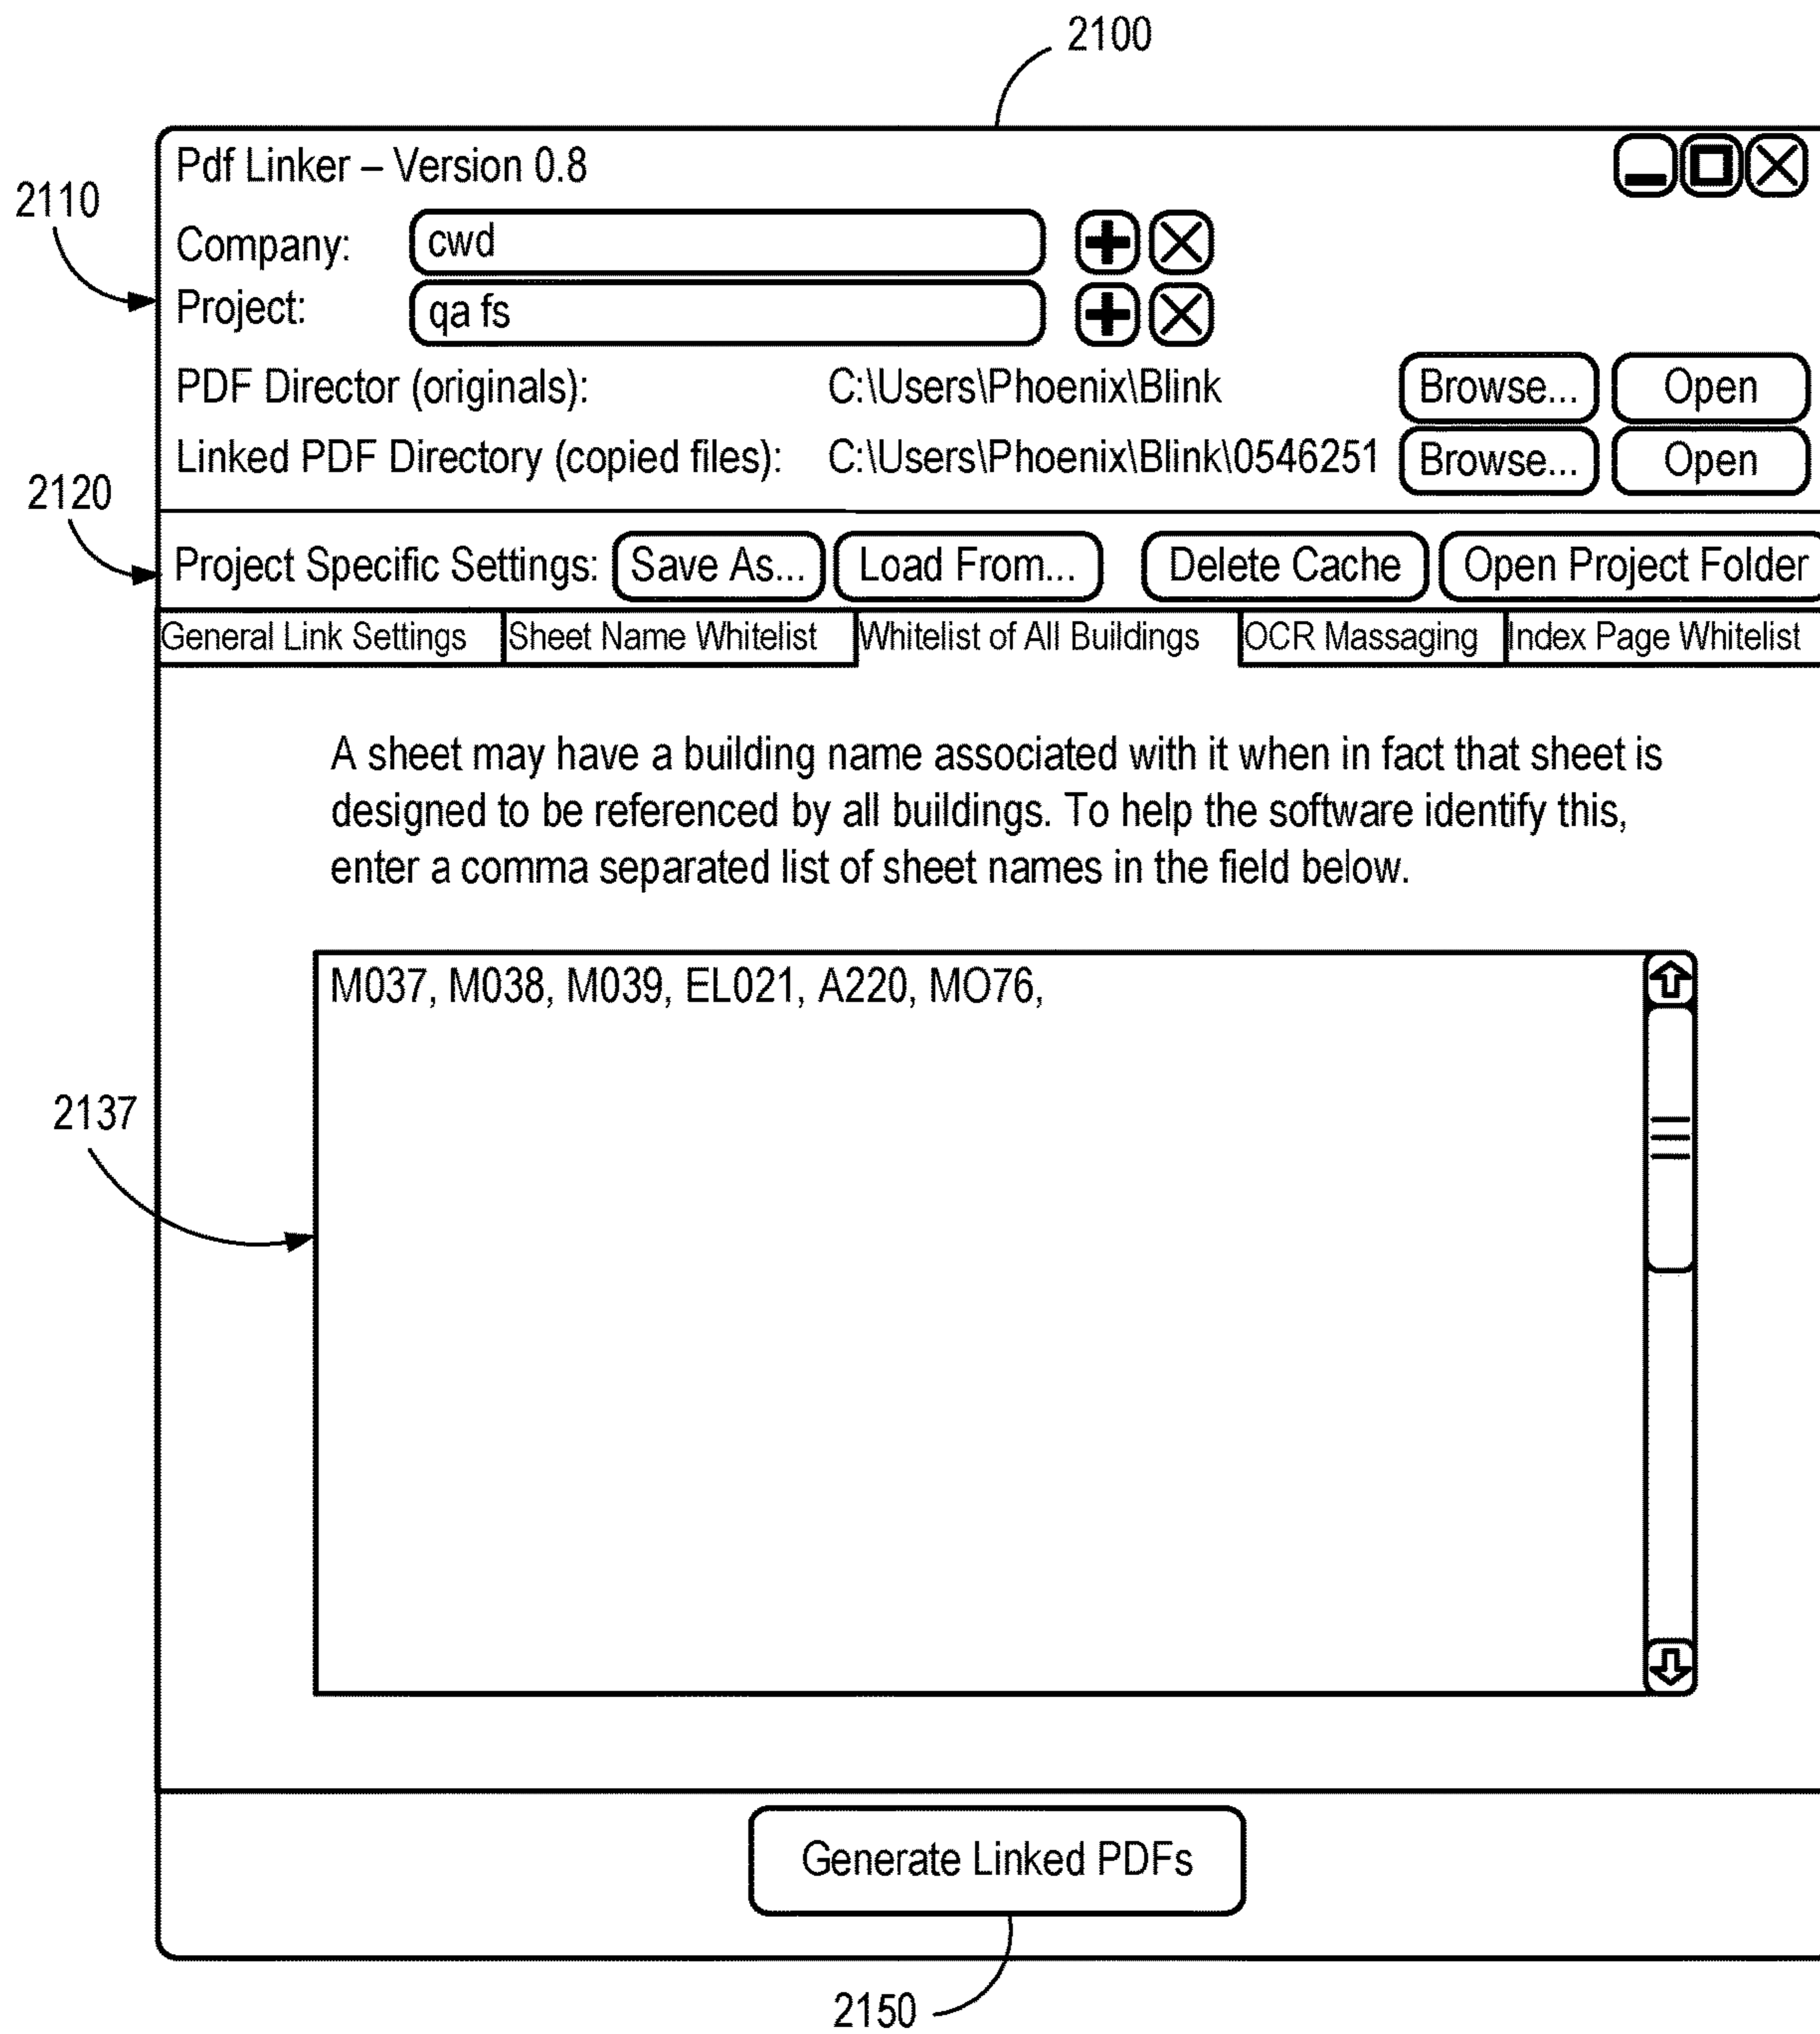 2100
Pdf Linker – Version 0.8
2110
Company: cwd
Project: qa fs
PDF Director (originals): C:\Users\Phoenix\Blink Browse... Open
Linked PDF Directory (copied files): C:\Users\Phoenix\Blink\0546251 Browse... Open
2120
Project Specific Settings: Save As... Load From... Delete Cache Open Project Folder
General Link Settings Sheet Name Whitelist Whitelist of All Buildings OCR Massaging Index Page Whitelist
A sheet may have a building name associated with it when in fact that sheet is
designed to be referenced by all buildings. To help the software identify this,
enter a comma separated list of sheet names in the field below.
M037, M038, M039, EL021, A220, MO76,
2137
Generate Linked PDFs
2150